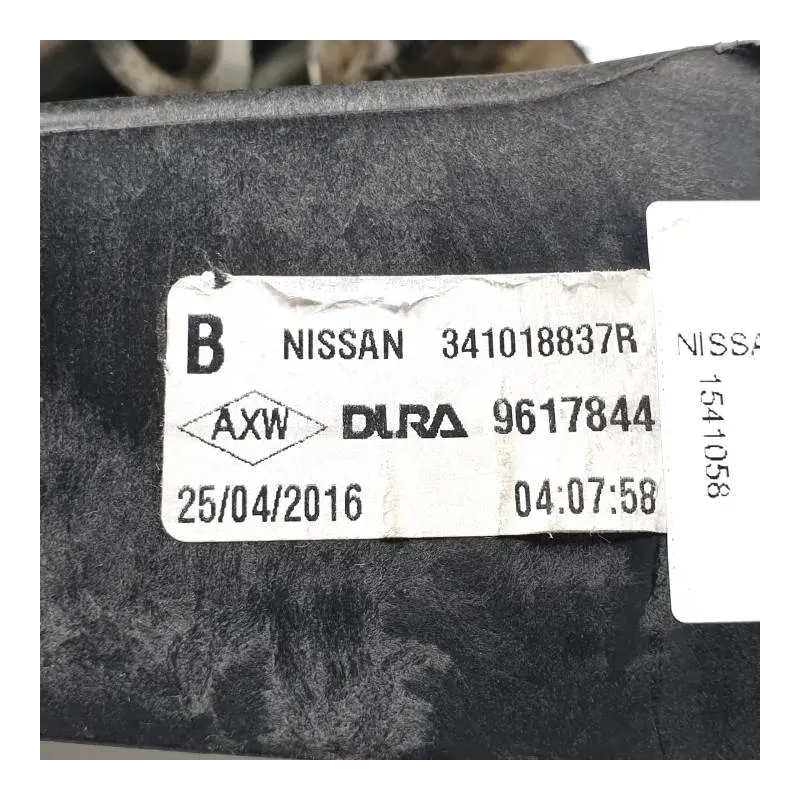 B NISSAN 341018837R
AXW DURA 9617844
25/04/2016 04:07:58
NISSA
1541058